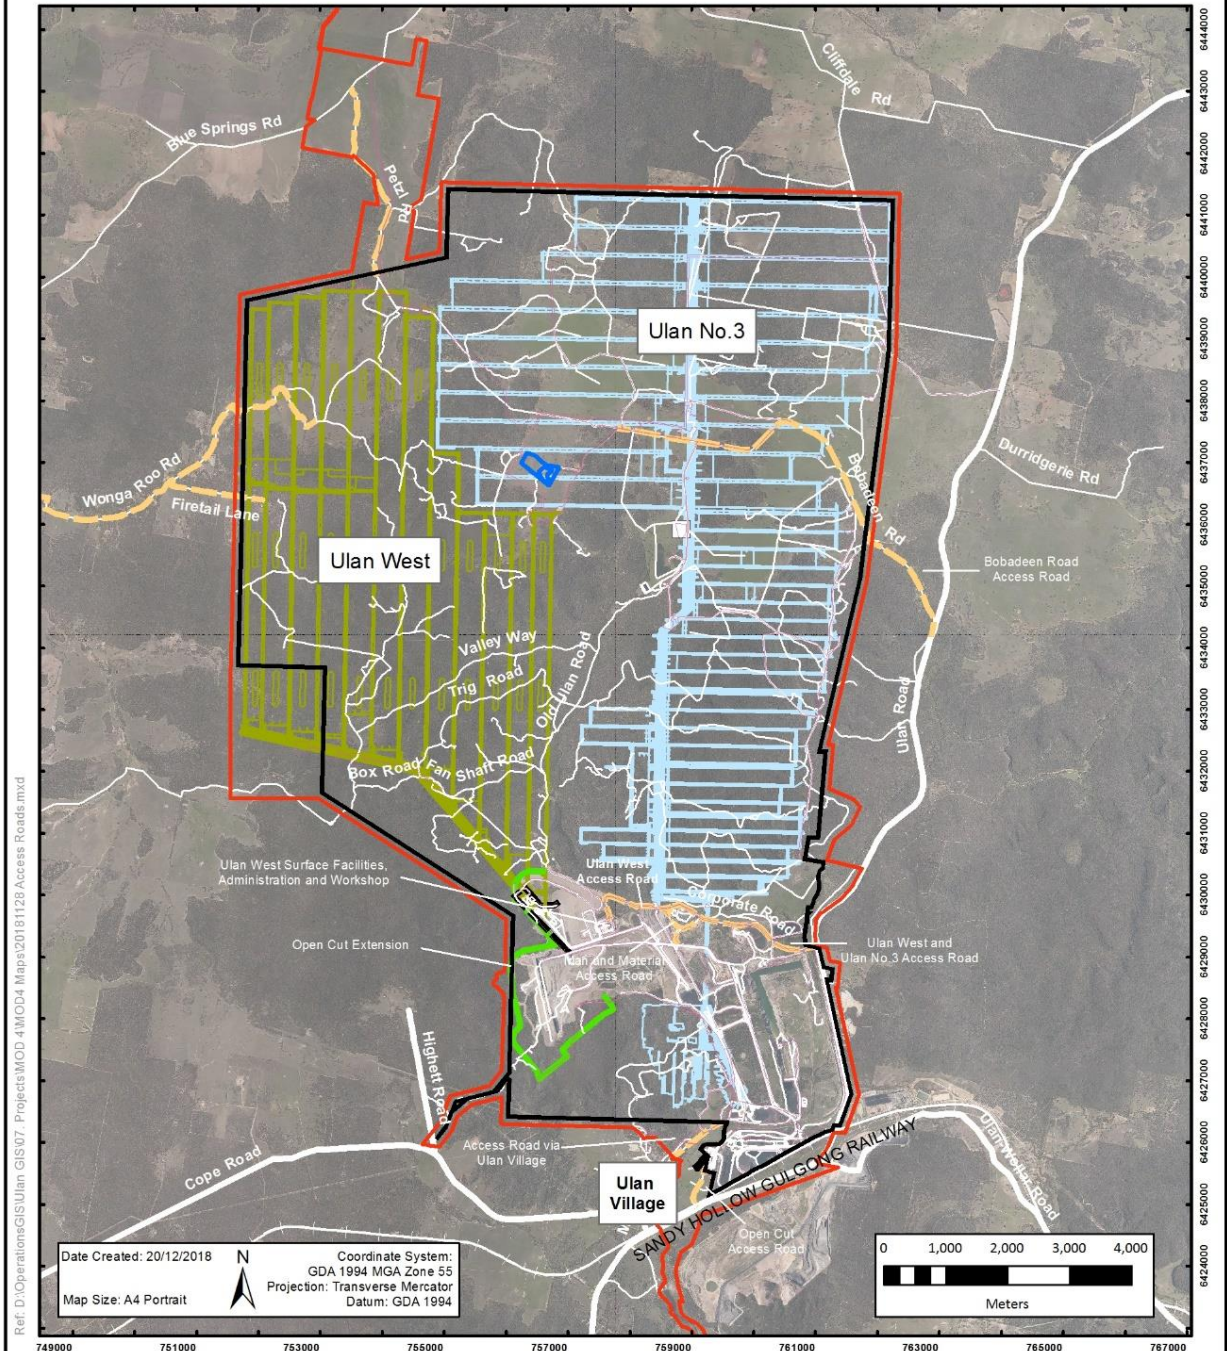 Cliffdale Rd
Blue Springs Rd
Petzl Rd
Ulan No.3
Wonga Roo Rd
Firetail Lane
Durridgerie Rd
Bobadeen Rd
Ulan West
Bobadeen Road
Access Road
Valley Way
Trig Road
Old Ulan Road
Ulan Road
Box Road
Fan Shaft Road
Ulan West Surface Facilities,
Administration and Workshop
Ulan West
Access Road
Corporate Road
Open Cut Extension
Ulan West and
Ulan No.3 Access Road
Man and Material
Access Road
Highett Road
Cope Road
Access Road via
Ulan Village
Ulan
Village
SANDY HOLLOW GULGONG RAILWAY
Ulan-Wollar Road
Open Cut
Access Road
Date Created: 20/12/2018
Map Size: A4 Portrait
N
Coordinate System:
GDA 1994 MGA Zone 55
Projection: Transverse Mercator
Datum: GDA 1994
0 1,000 2,000 3,000 4,000
Meters
749000 751000 753000 755000 757000 759000 761000 763000 765000 767000
6444000
6443000
6442000
6441000
6440000
6439000
6438000
6437000
6436000
6435000
6434000
6433000
6432000
6431000
6430000
6429000
6428000
6427000
6426000
6425000
6424000
Ref: D:\OperationsGIS\Ulan GIS\07. Projects\MOD 4\MOD4 Maps\20181128 Access Roads.mxd